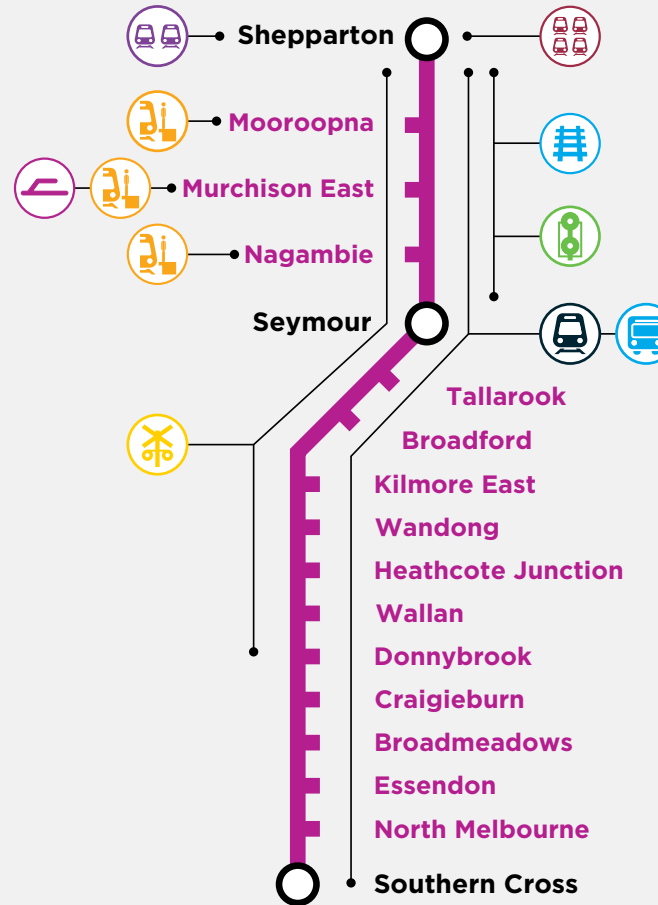 Shepparton
Mooroopna
Murchison East
Nagambie
Seymour
Tallarook
Broadford
Kilmore East
Wandong
Heathcote Junction
Wallan
Donnybrook
Craigieburn
Broadmeadows
Essendon
North Melbourne
Southern Cross